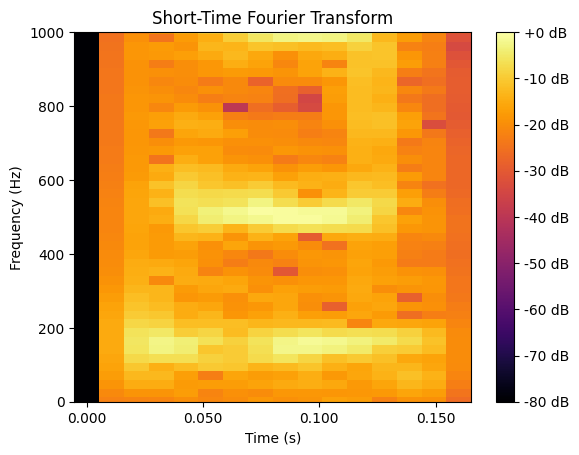 Short-Time Fourier Transform
1000
800
600
400
200
0
Frequency (Hz)
0.000
0.050
0.100
0.150
Time (s)
+0 dB
-10 dB
-20 dB
-30 dB
-40 dB
-50 dB
-60 dB
-70 dB
-80 dB